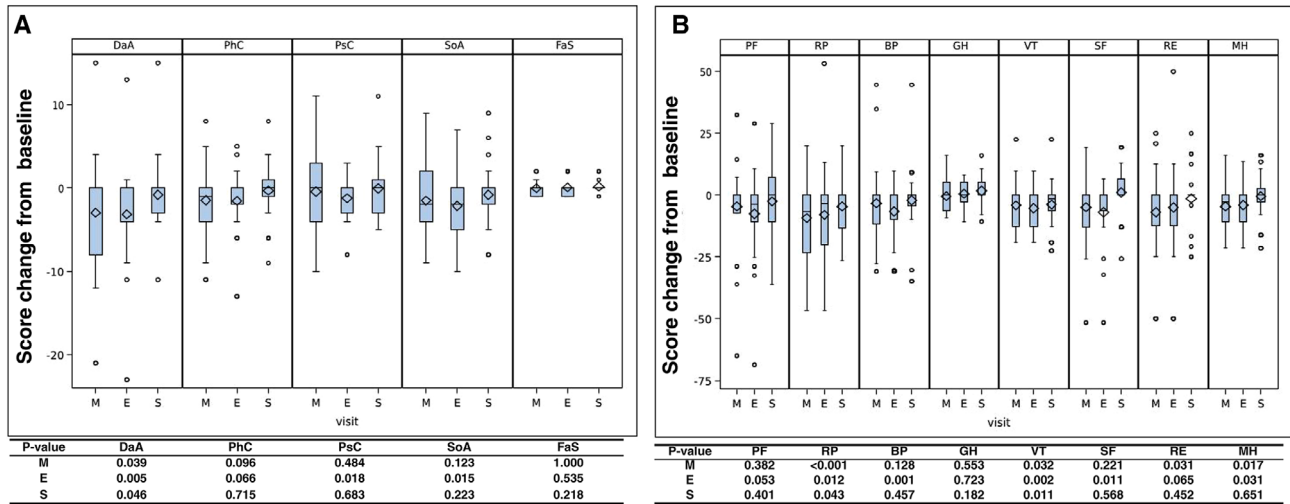 A
DaA PhC PsC SoA FaS
Score change from baseline
10
0
-10
-20
M E S M E S M E S M E S M E S
visit
P-value DaA PhC PsC SoA FaS
M 0.039 0.096 0.484 0.123 1.000
E 0.005 0.066 0.018 0.015 0.535
S 0.046 0.715 0.683 0.223 0.218
B
PF RP BP GH VT SF RE MH
Score change from baseline
50
25
0
-25
-50
-75
M E S M E S M E S M E S M E S M E S M E S M E S
visit
P-value PF RP BP GH VT SF RE MH
M 0.382 <0.001 0.128 0.553 0.032 0.221 0.031 0.017
E 0.053 0.012 0.001 0.723 0.002 0.011 0.065 0.031
S 0.401 0.043 0.457 0.182 0.011 0.568 0.452 0.651